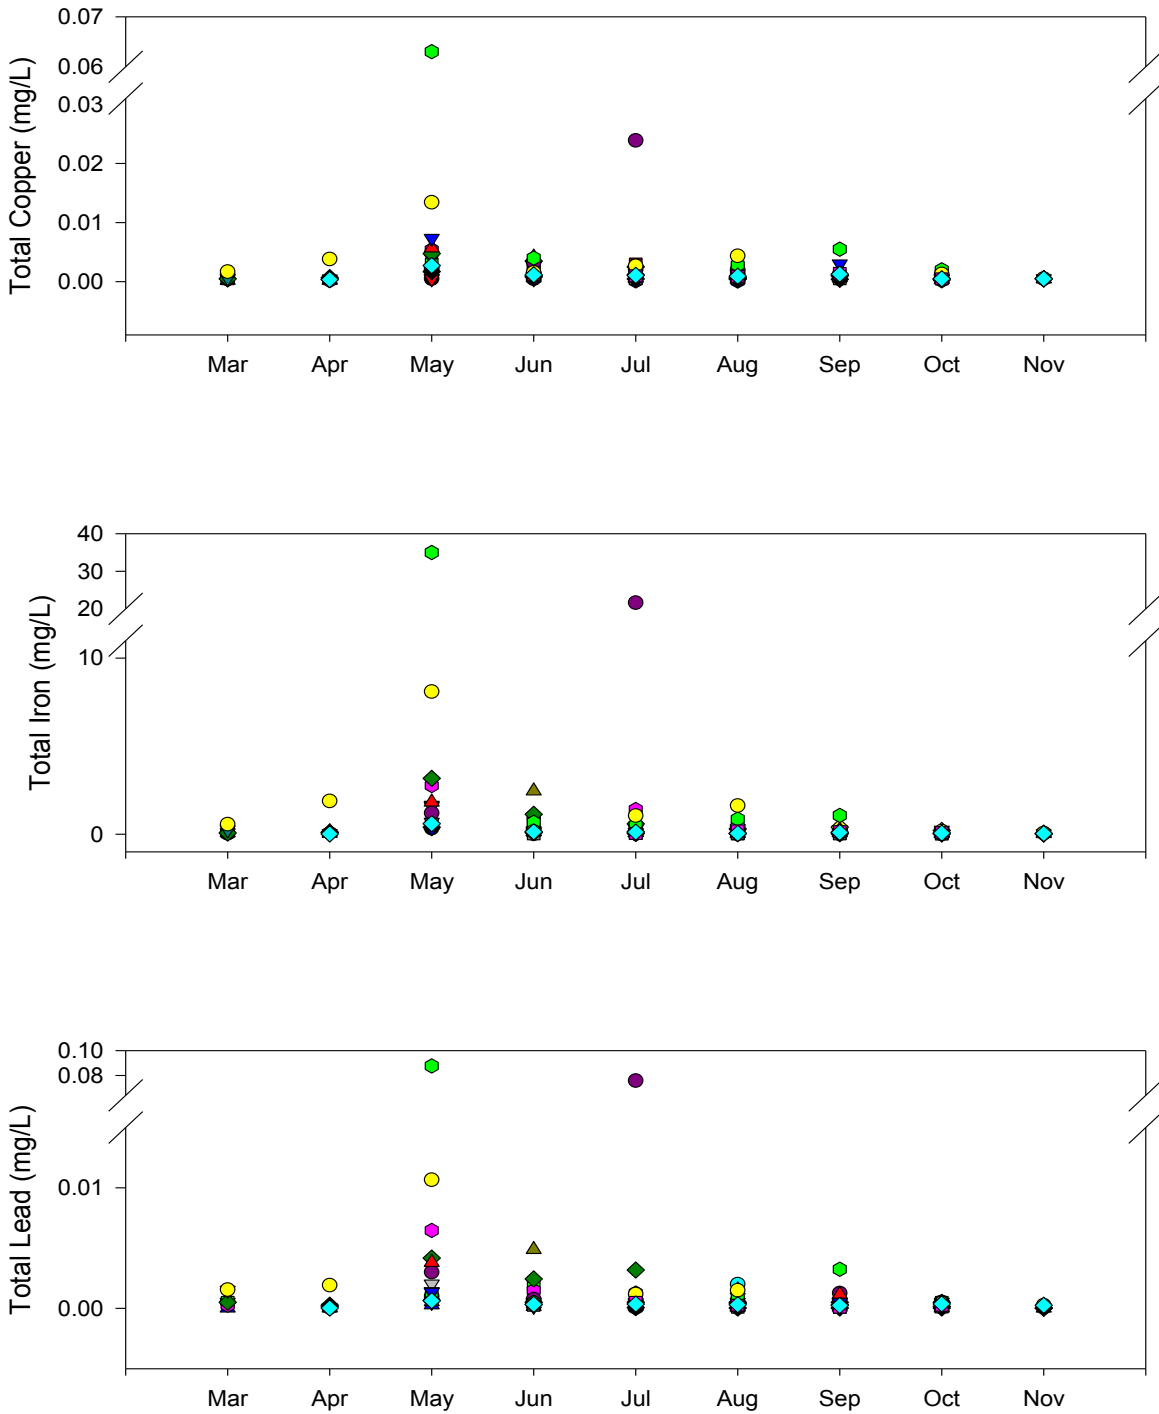 Total Copper (mg/L)
0.07
0.06
0.03
0.02
0.01
0.00
Mar Apr May Jun Jul Aug Sep Oct Nov
Total Iron (mg/L)
40
30
20
10
0
Mar Apr May Jun Jul Aug Sep Oct Nov
Total Lead (mg/L)
0.10
0.08
0.01
0.00
Mar Apr May Jun Jul Aug Sep Oct Nov